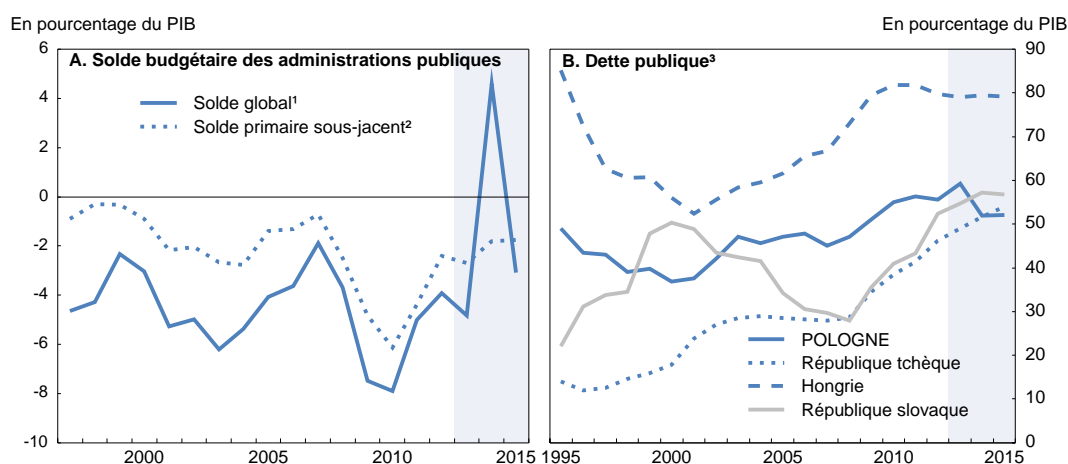 En pourcentage du PIB
En pourcentage du PIB
A. Solde budgétaire des administrations publiques
Solde global¹
Solde primaire sous-jacent²
6
4
2
0
-2
-4
-6
-8
-10
2000
2005
2010
2015
B. Dette publique³
90
80
70
60
50
40
30
20
10
0
POLOGNE
République tchèque
Hongrie
République slovaque
1995
2000
2005
2010
2015